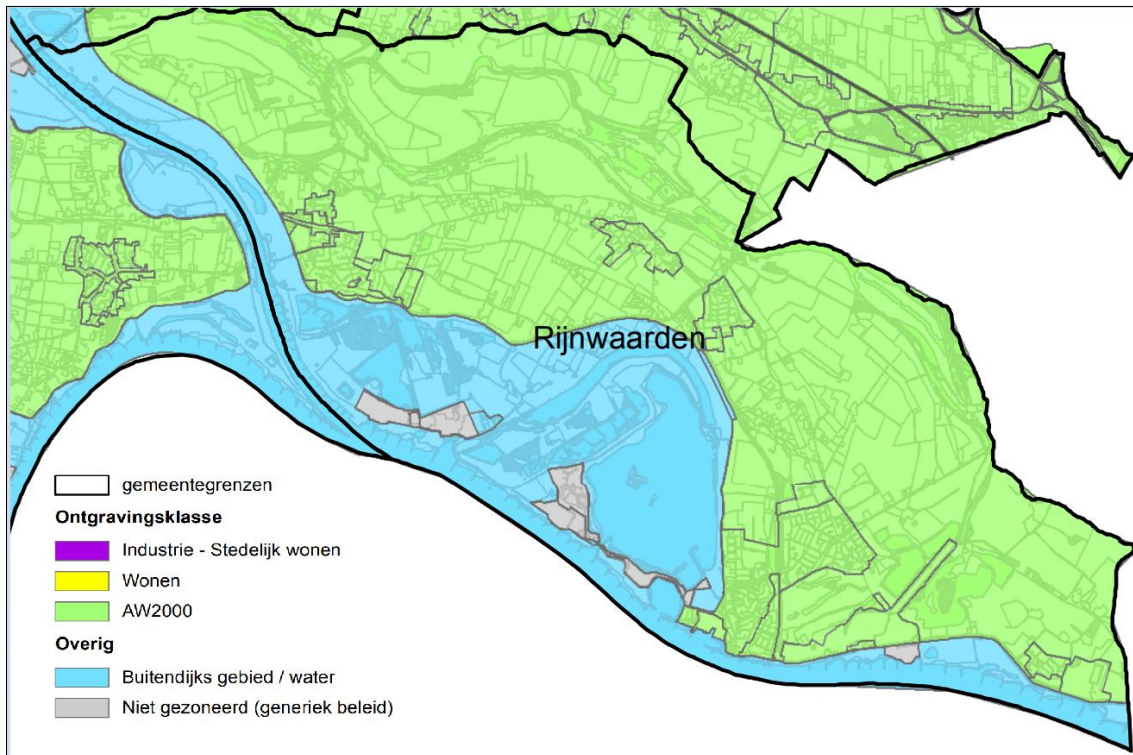 Rijnwaarden
gemeentegrenzen
Ontgravingsklasse
Industrie - Stedelijk wonen
Wonen
AW2000
Overig
Buitendijks gebied / water
Niet gezoneerd (generiek beleid)